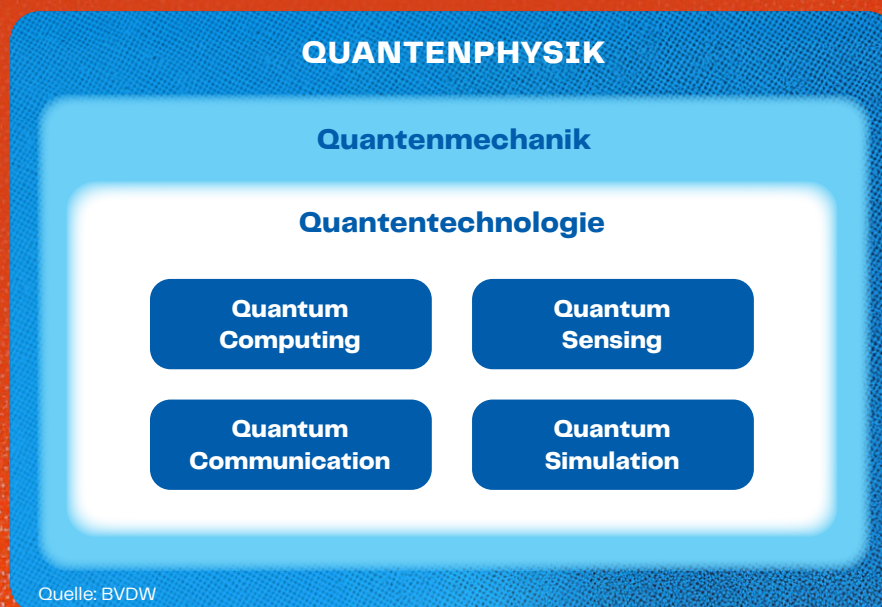 QUANTENPHYSIK
Quantenmechanik
Quantentechnologie
Quantum
Computing
Quantum
Sensing
Quantum
Communication
Quantum
Simulation
Quelle: BVDW